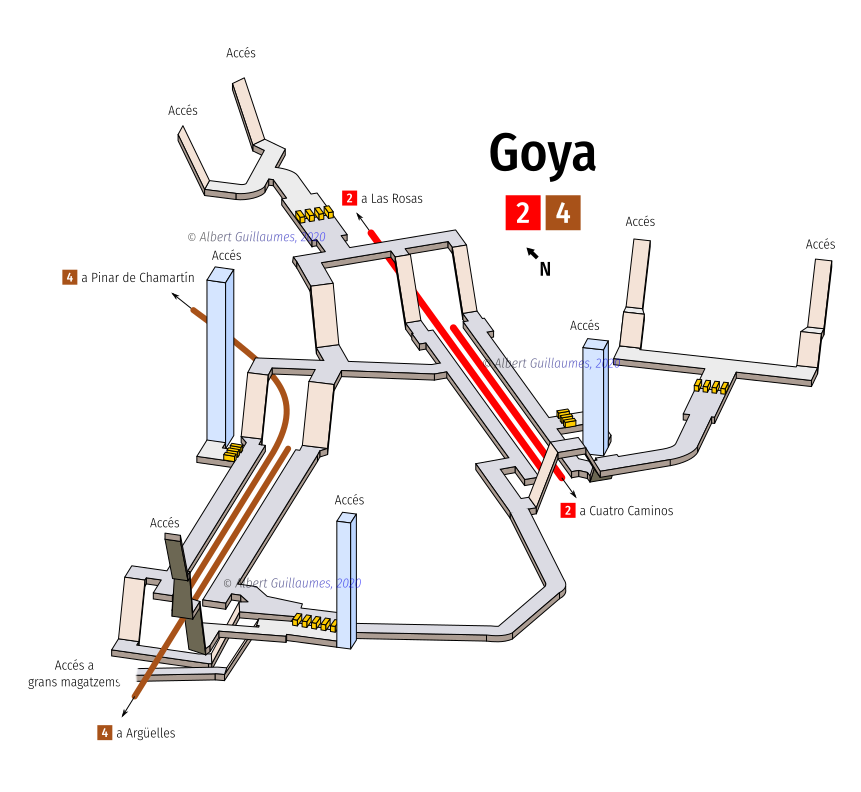 Accés
Accés
Goya
2 4
2 a Las Rosas
Accés
© Albert Guillaumes, 2020
Accés
Accés
N
4 a Pinar de Chamartín
Accés
© Albert Guillaumes, 2020
Accés
2 a Cuatro Caminos
Accés
© Albert Guillaumes, 2020
Accés a
grans magatzems
4 a Argüelles